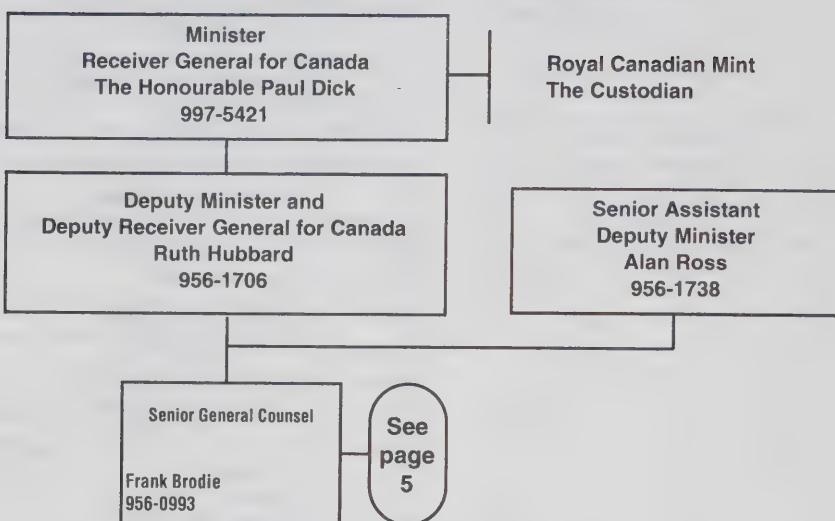 Minister
Receiver General for Canada
The Honourable Paul Dick
997-5421
Royal Canadian Mint
The Custodian
Deputy Minister and
Deputy Receiver General for Canada
Ruth Hubbard
956-1706
Senior Assistant
Deputy Minister
Alan Ross
956-1738
Senior General Counsel
Frank Brodie
956-0993
See
page
5